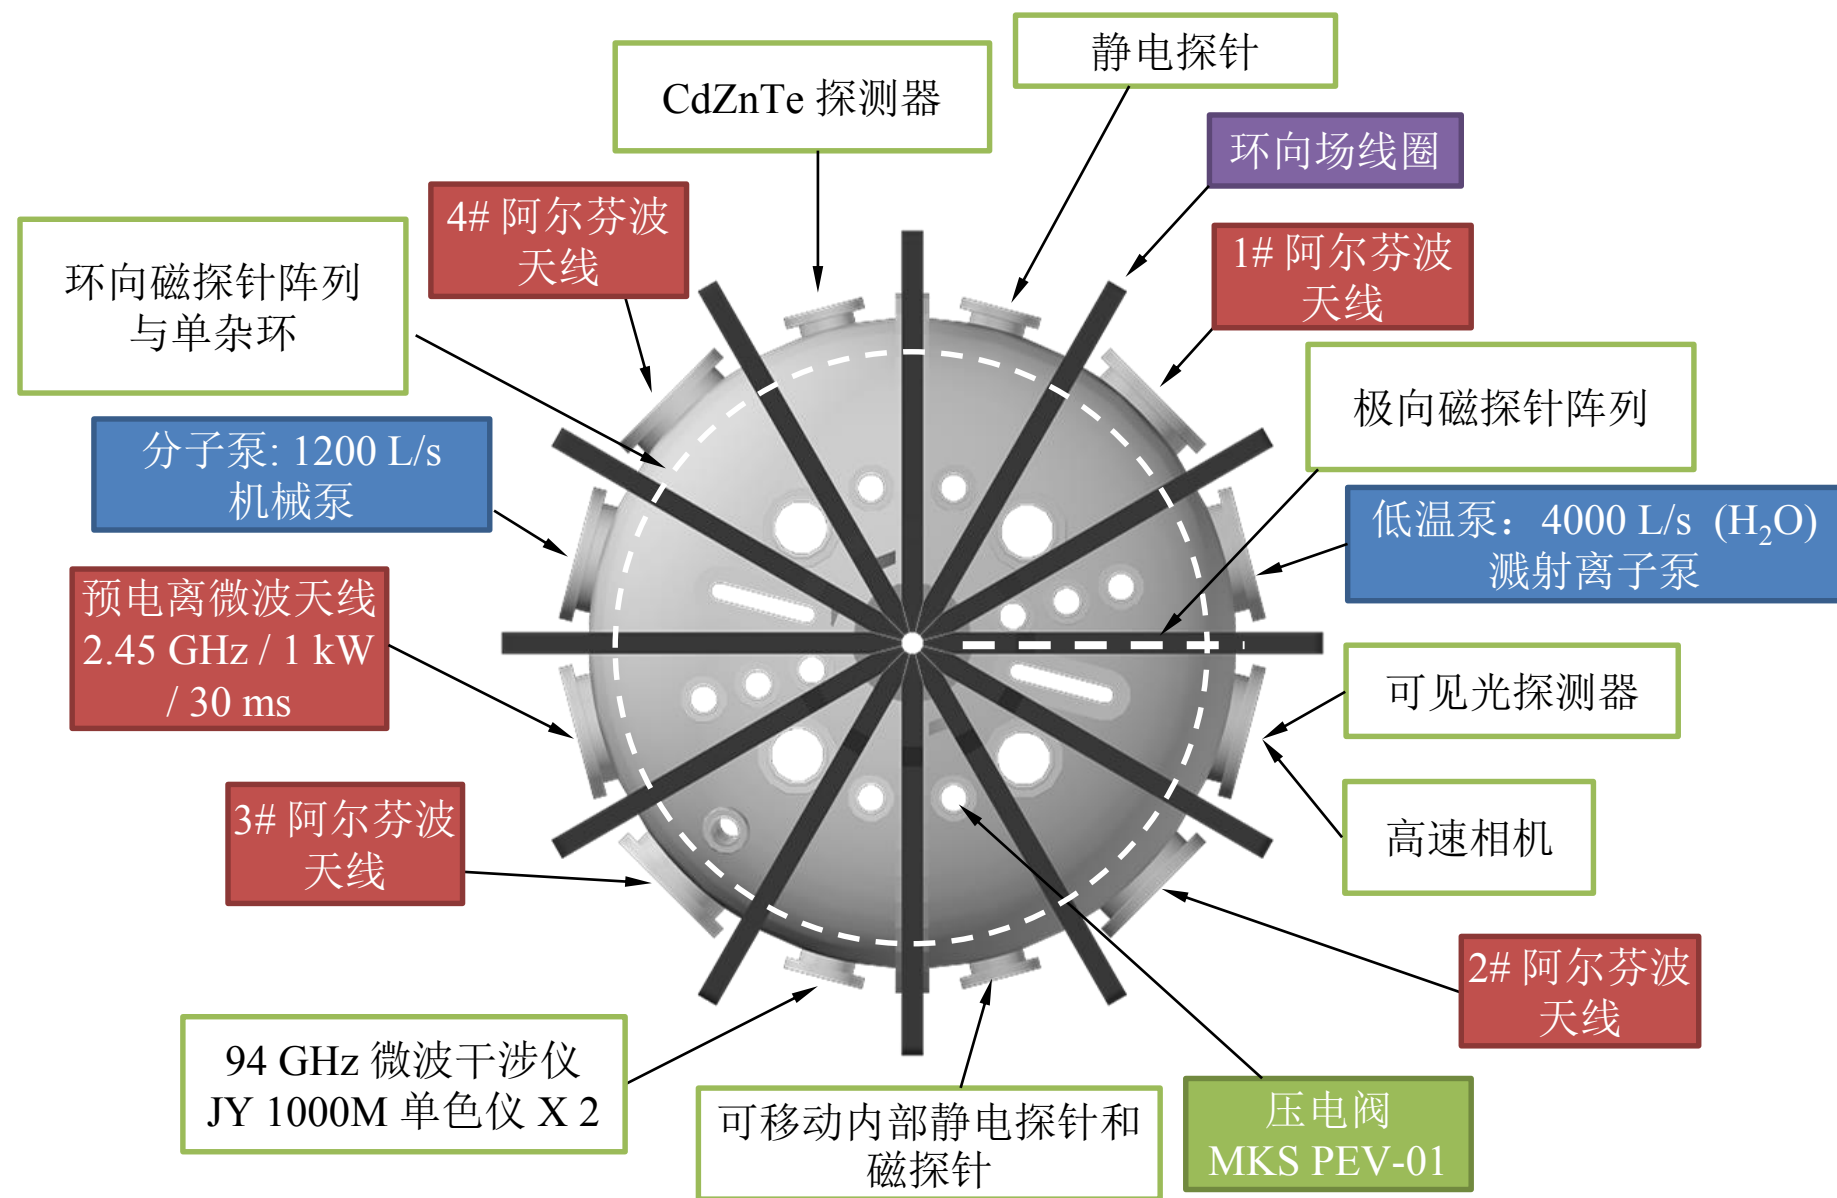 静电探针
CdZnTe 探测器
环向场线圈
4# 阿尔芬波
天线
1# 阿尔芬波
天线
环向磁探针阵列
与单杂环
极向磁探针阵列
分子泵: 1200 L/s
机械泵
低温泵：4000 L/s (H₂O)
溅射离子泵
预电离微波天线
2.45 GHz / 1 kW
/ 30 ms
可见光探测器
3# 阿尔芬波
天线
高速相机
2# 阿尔芬波
天线
94 GHz 微波干涉仪
JY 1000M 单色仪 X 2
可移动内部静电探针和
磁探针
压电阀
MKS PEV-01